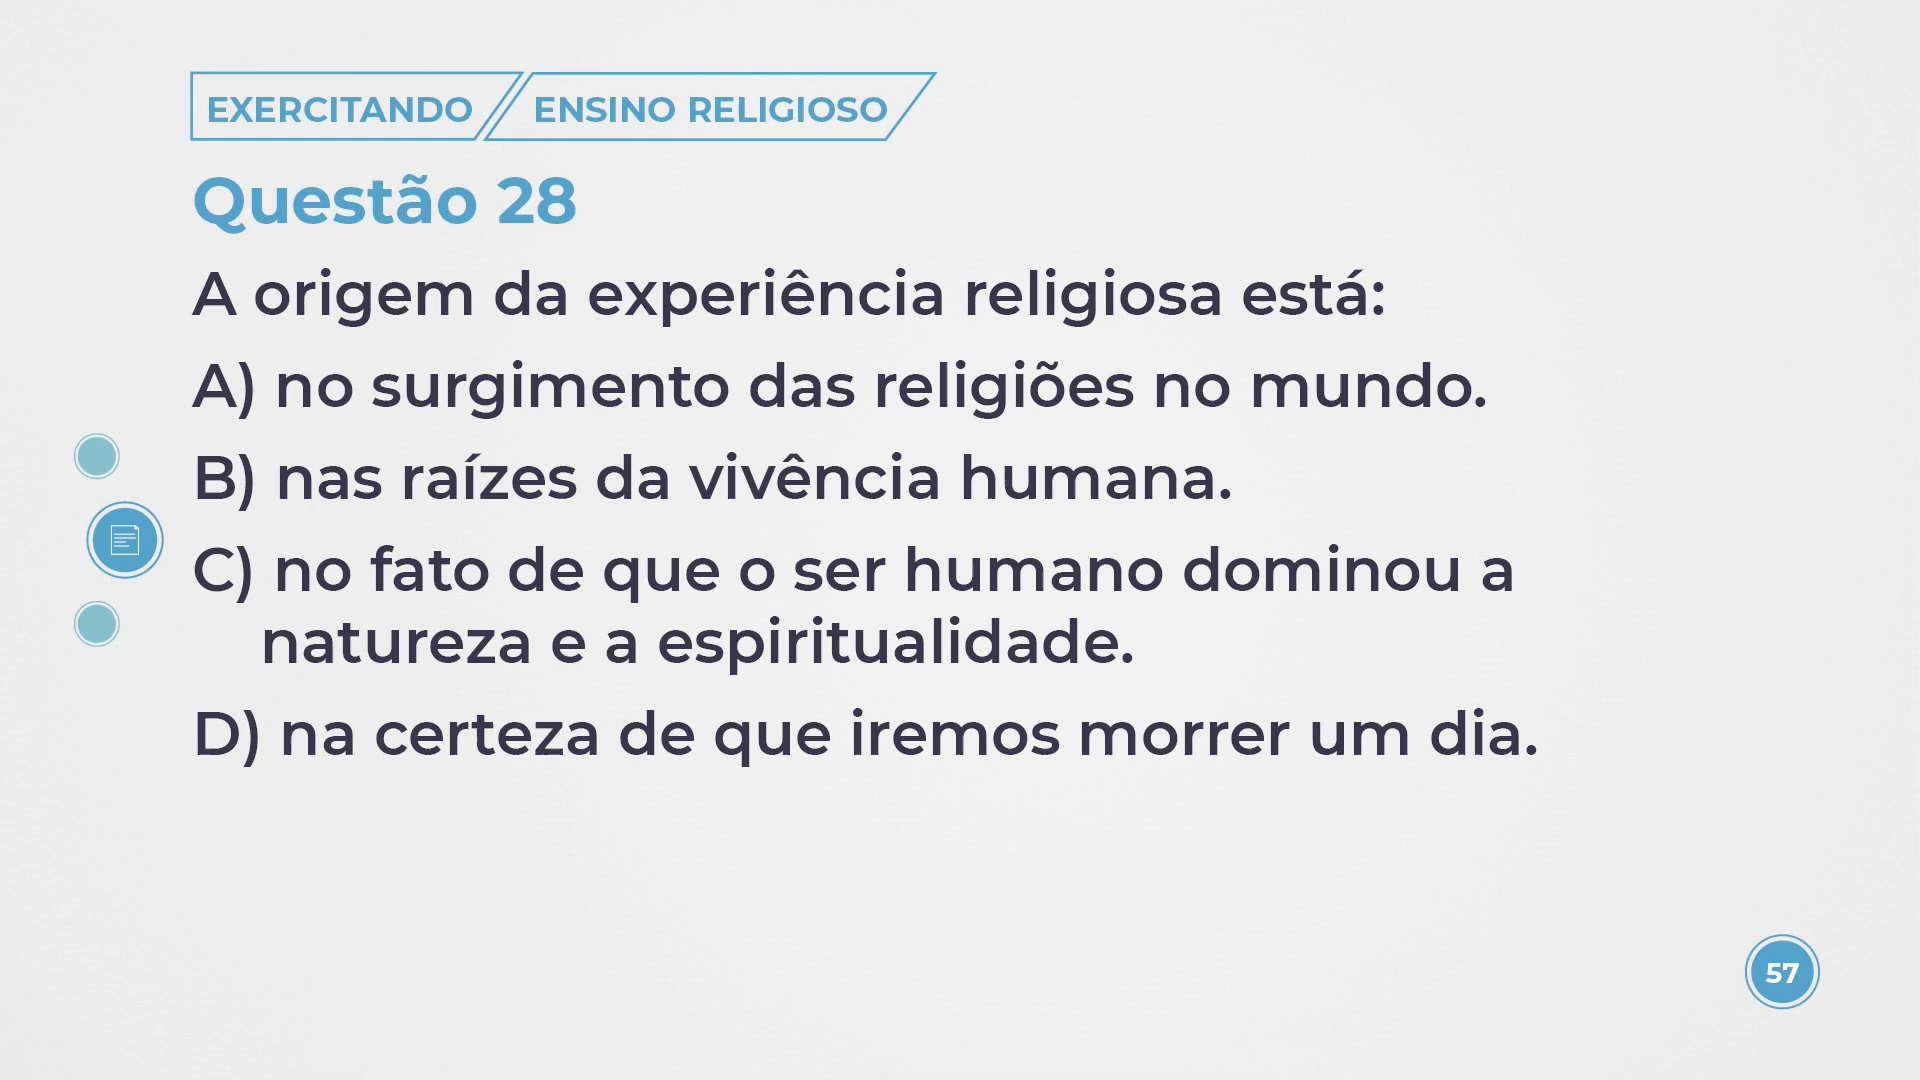 EXERCITANDO ENSINO RELIGIOSO
Questão 28
A origem da experiência religiosa está:
A) no surgimento das religiões no mundo.
B) nas raízes da vivência humana.
C) no fato de que o ser humano dominou a
natureza e a espiritualidade.
D) na certeza de que iremos morrer um dia.
57